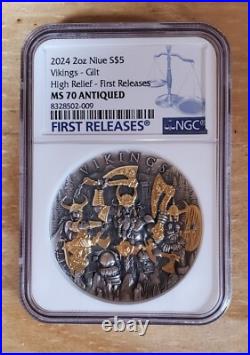 2024 2oz Niue S$5
Vikings - Gilt
High Relief - First Releases
MS 70 ANTIQUED
8328502-009
FIRST RELEASES
NGC
VIKINGS